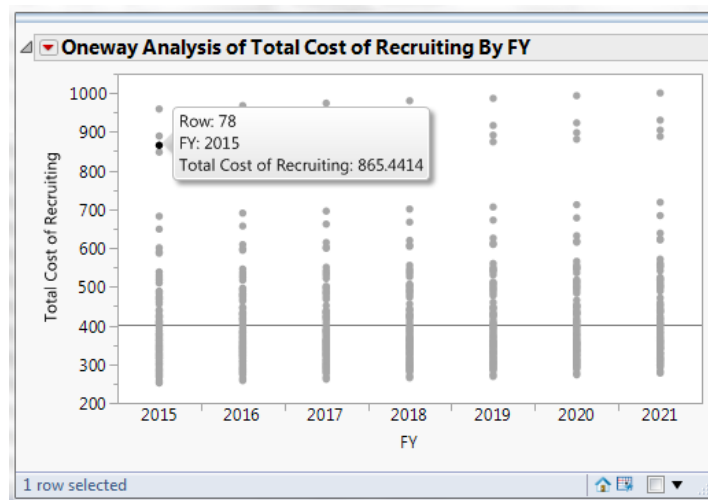 Oneway Analysis of Total Cost of Recruiting By FY
1000
900
800
700
600
500
400
300
200
Total Cost of Recruiting
Row: 78
FY: 2015
Total Cost of Recruiting: 865.4414
2015 2016 2017 2018 2019 2020 2021
FY
1 row selected